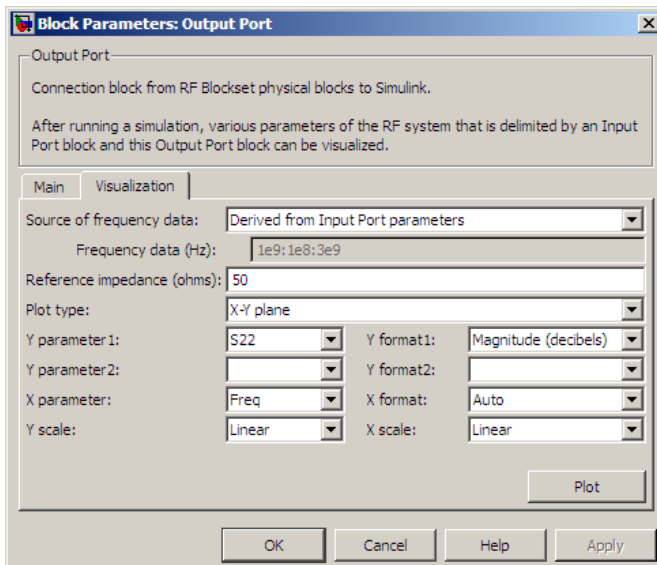 Block Parameters: Output Port
Output Port
Connection block from RF Blockset physical blocks to Simulink.
After running a simulation, various parameters of the RF system that is delimited by an Input
Port block and this Output Port block can be visualized.
Main Visualization
Source of frequency data: Derived from Input Port parameters
Frequency data (Hz): 1e9:1e8:3e9
Reference impedance (ohms): 50
Plot type: X-Y plane
Y parameter1: S22 Y format1: Magnitude (decibels)
Y parameter2: Y format2:
X parameter: Freq X format: Auto
Y scale: Linear X scale: Linear
Plot
OK Cancel Help Apply